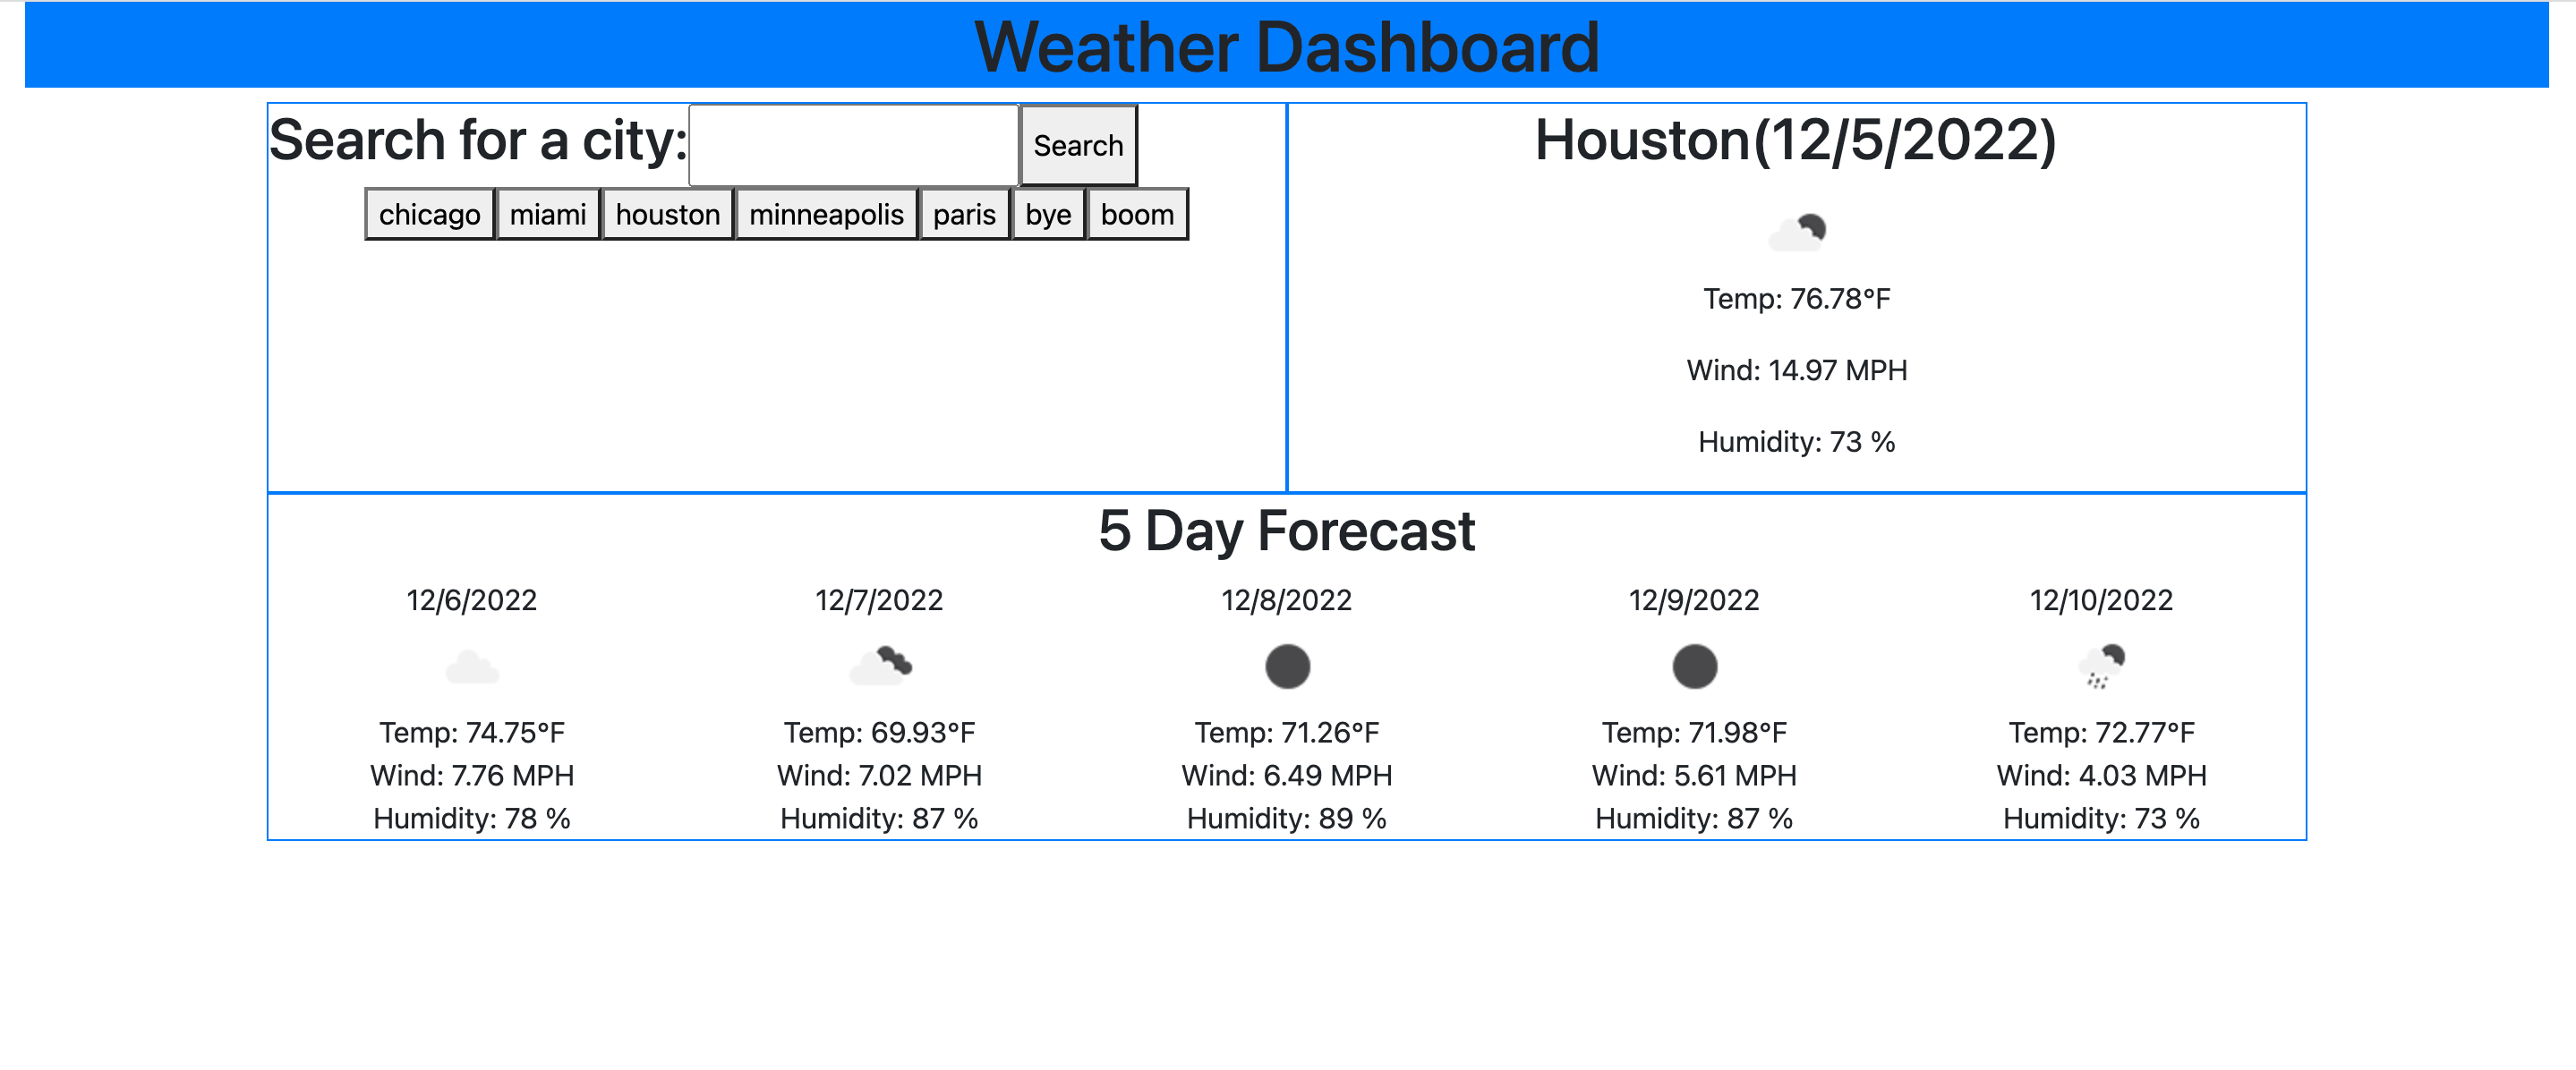 Weather Dashboard
Search for a city: Search
chicago miami houston minneapolis paris bye boom
Houston(12/5/2022)
Temp: 76.78°F
Wind: 14.97 MPH
Humidity: 73 %
5 Day Forecast
12/6/2022 12/7/2022 12/8/2022 12/9/2022 12/10/2022
Temp: 74.75°F Temp: 69.93°F Temp: 71.26°F Temp: 71.98°F Temp: 72.77°F
Wind: 7.76 MPH Wind: 7.02 MPH Wind: 6.49 MPH Wind: 5.61 MPH Wind: 4.03 MPH
Humidity: 78 % Humidity: 87 % Humidity: 89 % Humidity: 87 % Humidity: 73 %